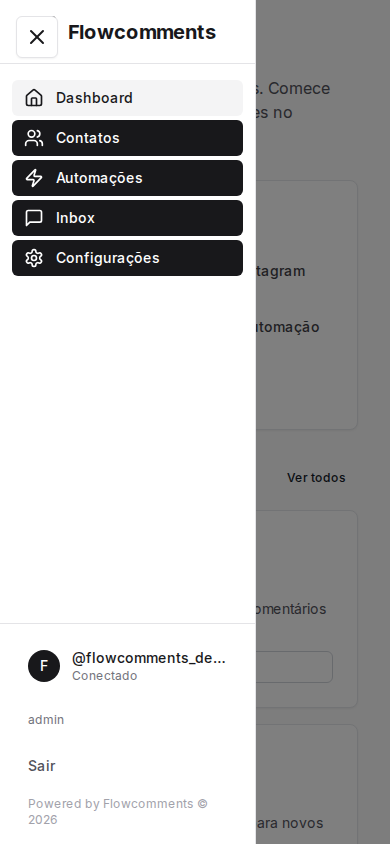 Flowcomments
Dashboard
Contatos
Automações
Inbox
Configurações
s. Comece
es no
tagram
utomação
Ver todos
omentários
ara novos
F
@flowcomments_de...
Conectado
admin
Sair
Powered by Flowcomments ©
2026